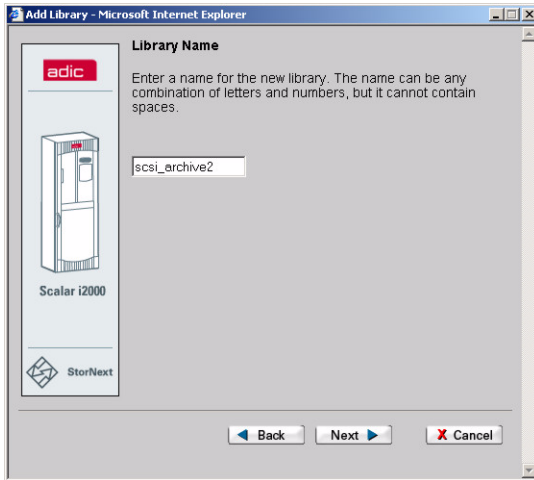 Add Library - Microsoft Internet Explorer
adic
Scalar i2000
StorNext
Library Name
Enter a name for the new library. The name can be any
combination of letters and numbers, but it cannot contain
spaces.
scsi_archive2
Back Next X Cancel